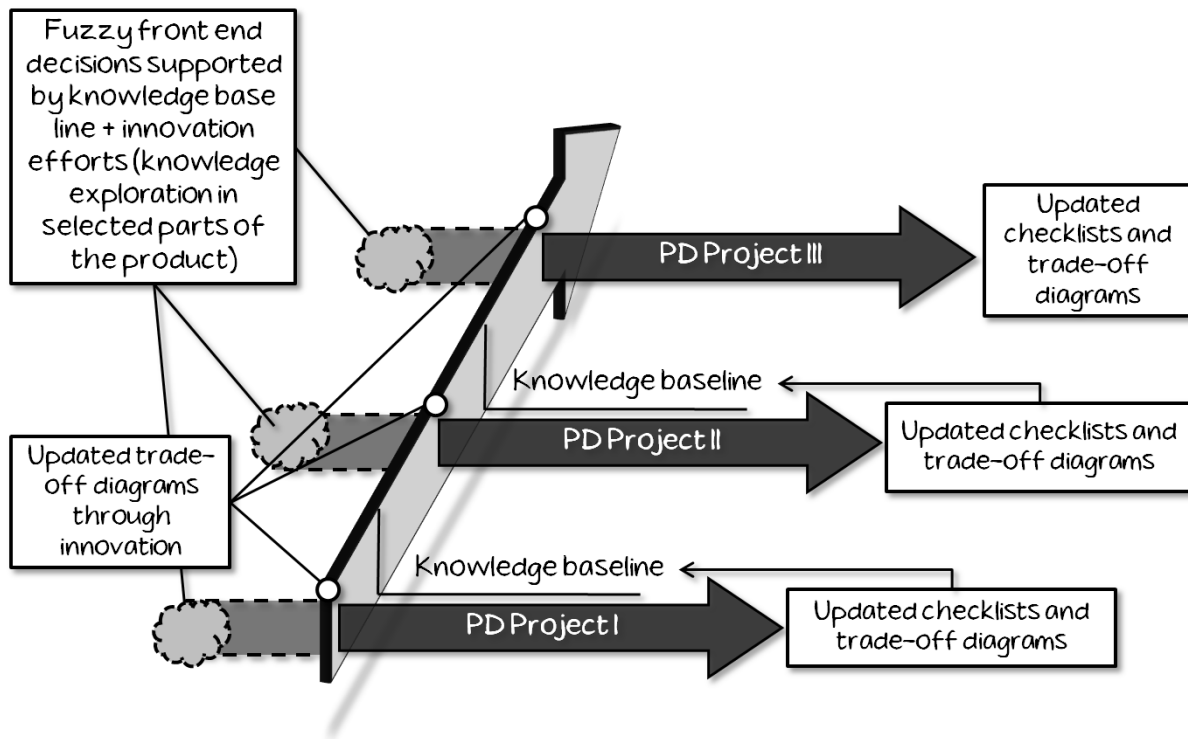 Fuzzy front end
decisions supported
by knowledge base
line + innovation
efforts (knowledge
exploration in
selected parts of
the product)
PD Project III
Updated
checklists and
trade-off
diagrams
Knowledge baseline
PD Project II
Updated checklists and
trade-off diagrams
Updated trade-
off diagrams
through
innovation
Knowledge baseline
PD Project I
Updated checklists and
trade-off diagrams